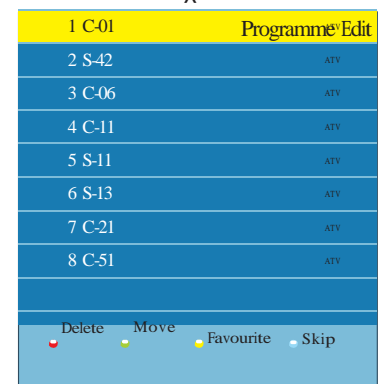 1 C-01 Programme Edit ATV
2 S-42 ATV
3 C-06 ATV
4 C-11 ATV
5 S-11 ATV
6 S-13 ATV
7 C-21 ATV
8 C-51 ATV
Delete Move Favourite Skip